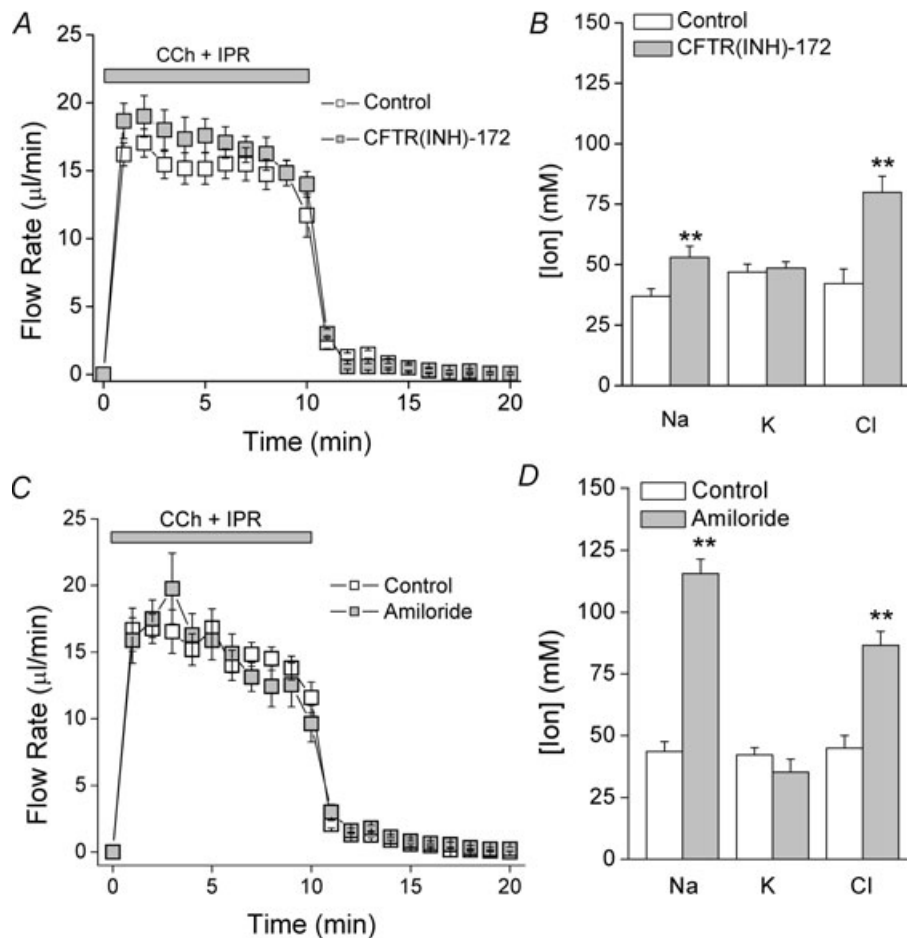 A
CCh + IPR
Control
CFTR(INH)-172
Flow Rate (μl/min)
25
20
15
10
5
0
0 5 10 15 20
Time (min)
B
Control
CFTR(INH)-172
[Ion] (mM)
150
125
100
75
50
25
0
**
**
Na K Cl
C
CCh + IPR
Control
Amiloride
Flow Rate (μl/min)
25
20
15
10
5
0
0 5 10 15 20
Time (min)
D
Control
Amiloride
[Ion] (mM)
150
125
100
75
50
25
0
**
**
Na K Cl